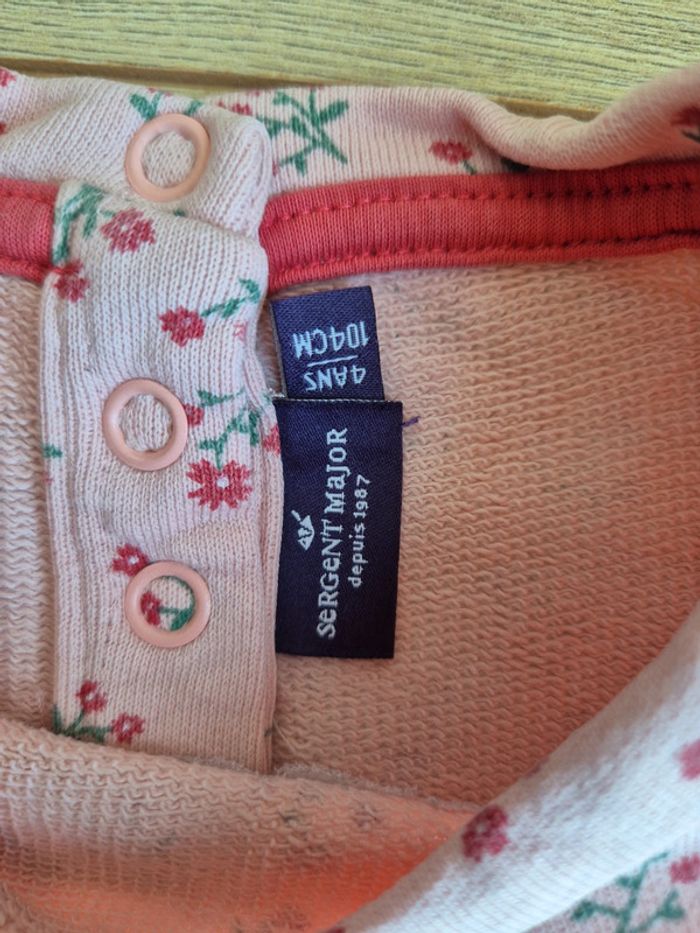 SeRGeNT MaJoR
depuis 1987
4ANS
104CM